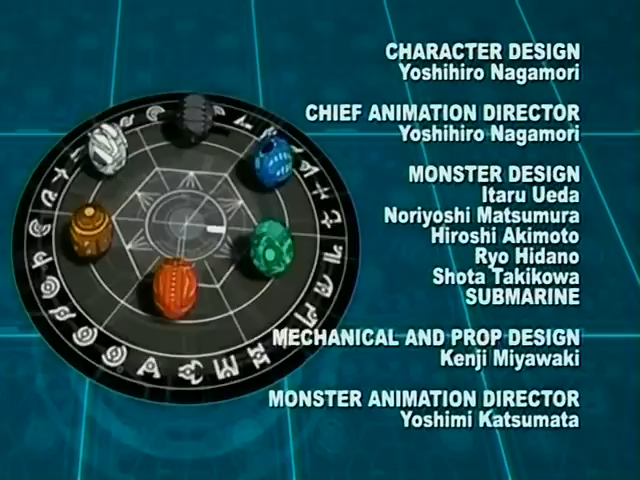 CHARACTER DESIGN
Yoshihiro Nagamori
CHIEF ANIMATION DIRECTOR
Yoshihiro Nagamori
MONSTER DESIGN
Itaru Ueda
Noriyoshi Matsumura
Hiroshi Akimoto
Ryo Hidano
Shota Takikowa
SUBMARINE
MECHANICAL AND PROP DESIGN
Kenji Miyawaki
MONSTER ANIMATION DIRECTOR
Yoshimi Katsumata